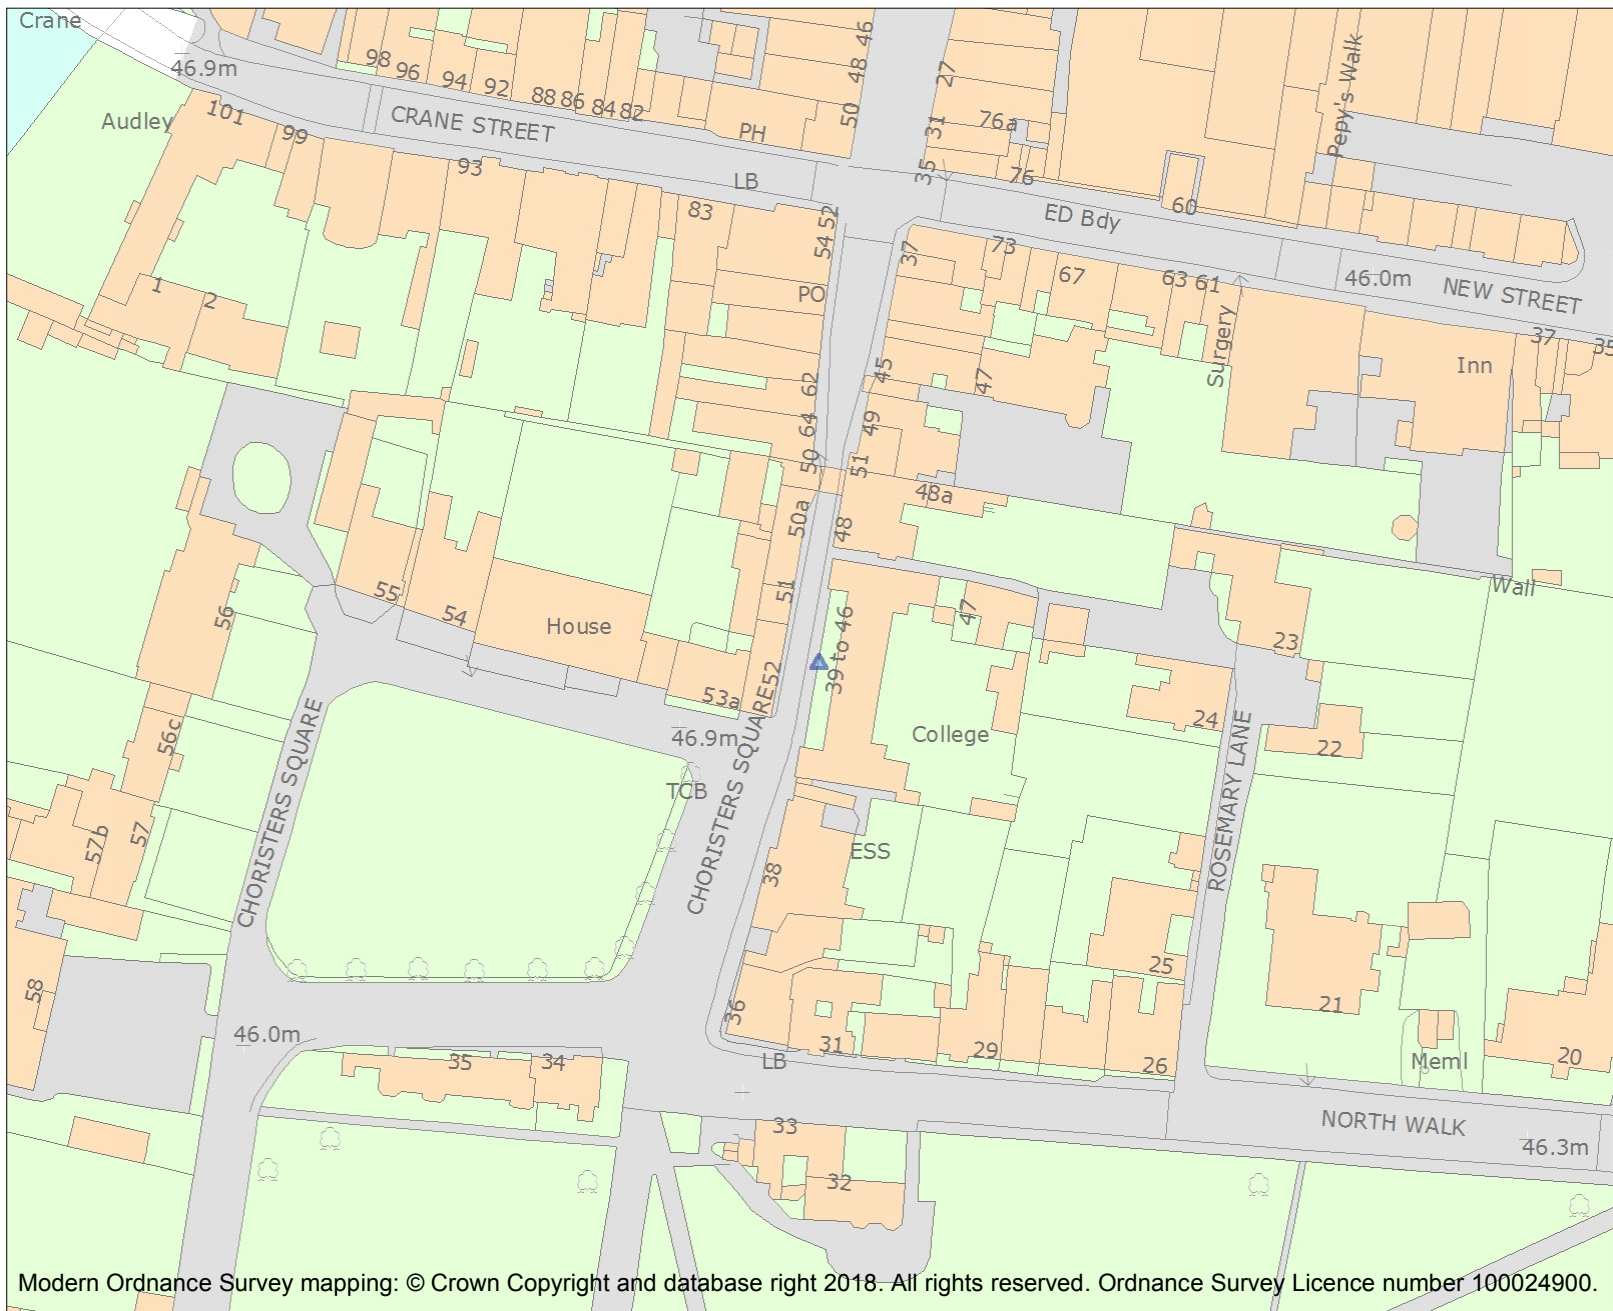 Crane
46.9m
98
96
94
92
88
86
84
82
46
48
50
27
31
35
76a
Pepy's Walk
Audley
101
99
CRANE STREET
PH
93
LB
83
52
54
76
60
ED Bdy
37
73
67
63
61
46.0m
NEW STREET
37
35
1
2
PO
Surgery
Inn
62
64
45
47
49
50
51
50a
48a
48
Wall
55
54
House
56
51
52
53a
39 to 46
47
23
24
22
College
46.9m
TCB
CHORISTERS SQUARE
CHORISTERS SQUARE
ROSEMARY LANE
56c
57b
57
38
ESS
58
25
21
36
31
29
26
LB
Meml
20
46.0m
35
34
33
32
NORTH WALK
46.3m
Modern Ordnance Survey mapping: © Crown Copyright and database right 2018. All rights reserved. Ordnance Survey Licence number 100024900.